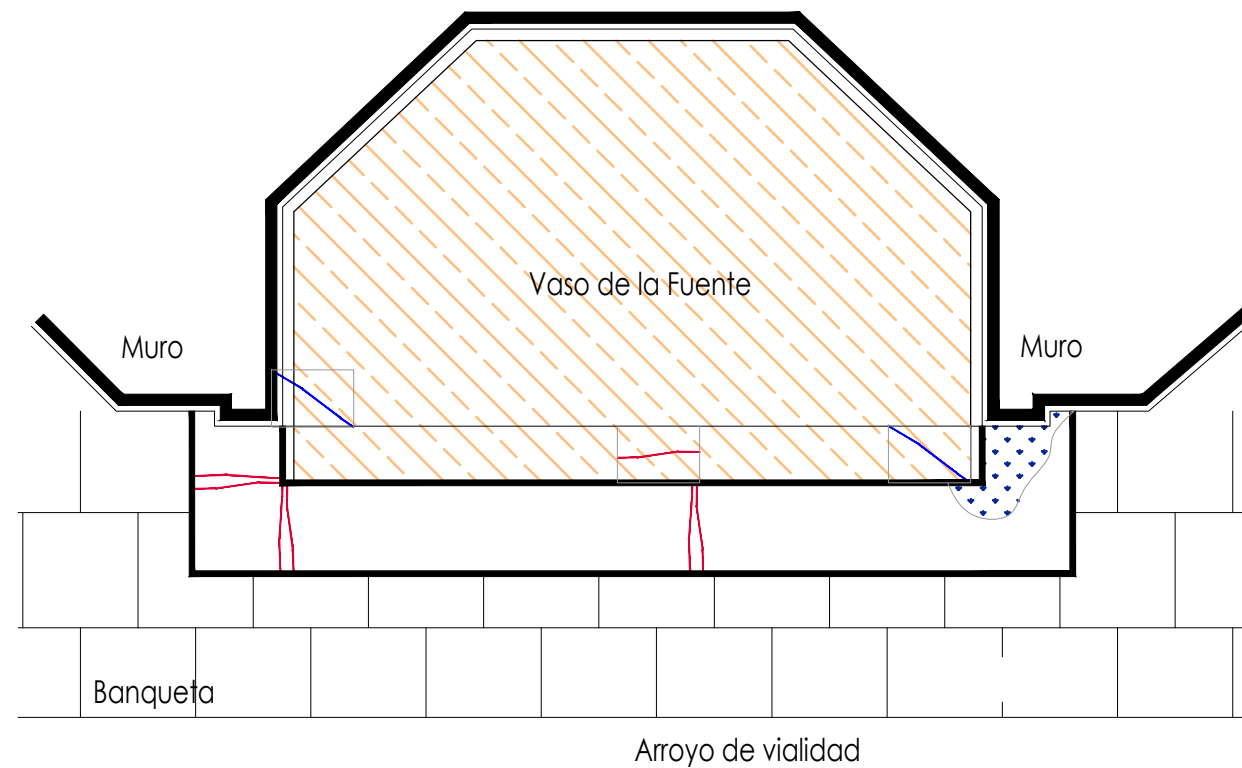 Vaso de la Fuente
Muro
Muro
Banqueta
Arroyo de vialidad